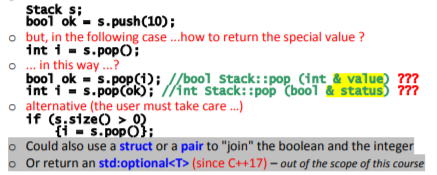 Stack s;
bool ok = s.push(10);
o but, in the following case ...how to return the special value ?
int i = s.pop();
o ... in this way ...?
bool ok = s.pop(i); //bool Stack::pop (int & value) ???
int i = s.pop(ok); //int Stack::pop (bool & status) ???
o alternative (the user must take care ...)
if (s.size() > 0)
{i = s.pop()};
o Could also use a struct or a pair to "join" the boolean and the integer
o Or return an std:optional<T> (since C++17) – out of the scope of this course